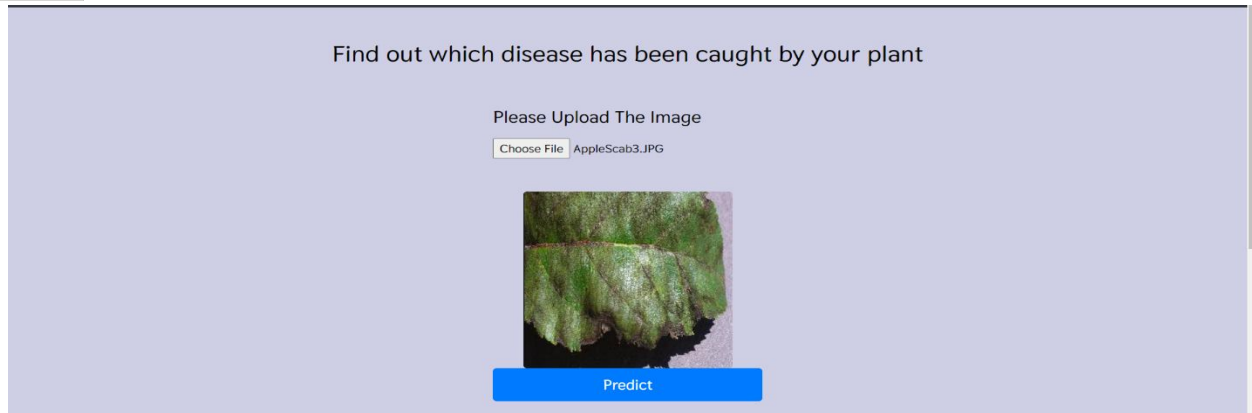 Find out which disease has been caught by your plant
Please Upload The Image
Choose File AppleScab3.JPG
Predict